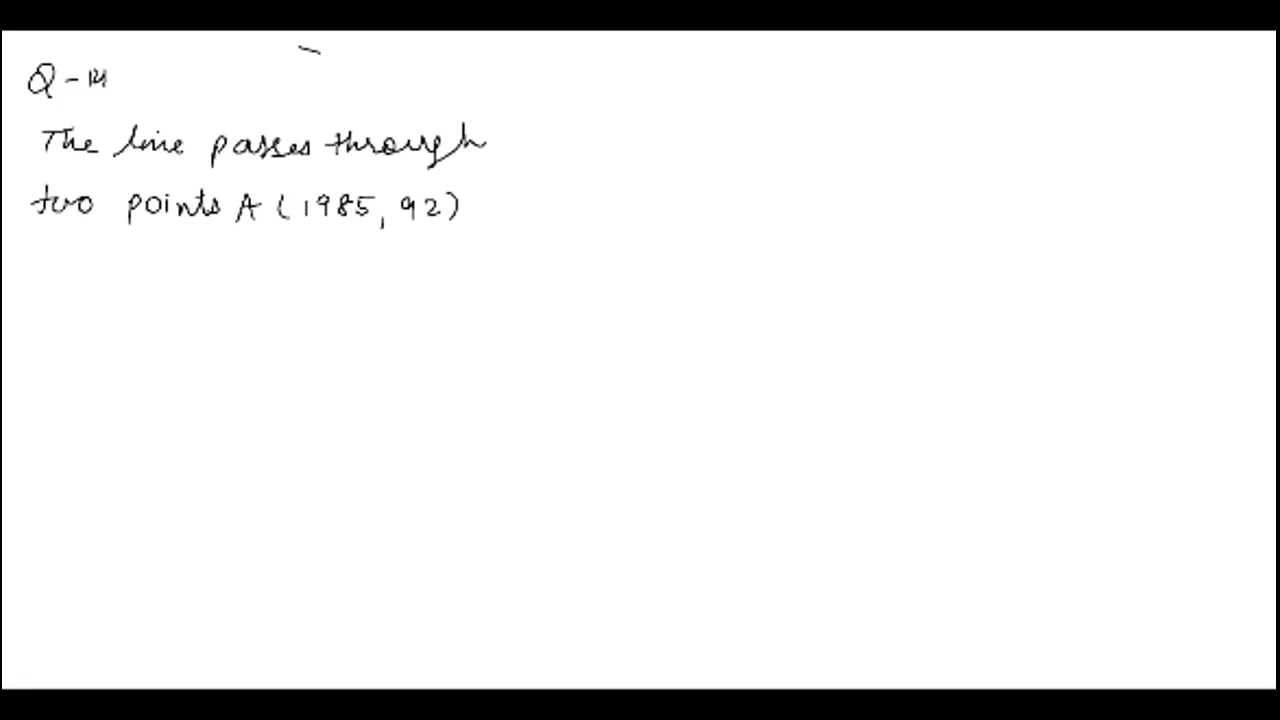 Q-14
The line passes through
two points A (1985, 92)